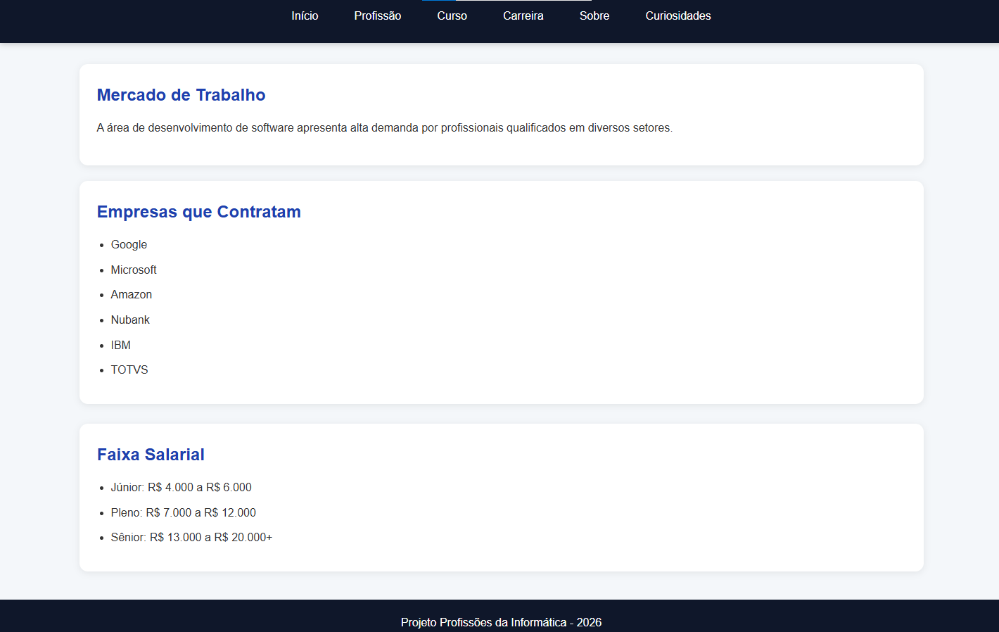 Início Profissão Curso Carreira Sobre Curiosidades
Mercado de Trabalho
A área de desenvolvimento de software apresenta alta demanda por profissionais qualificados em diversos setores.
Empresas que Contratam
• Google
• Microsoft
• Amazon
• Nubank
• IBM
• TOTVS
Faixa Salarial
• Júnior: R$ 4.000 a R$ 6.000
• Pleno: R$ 7.000 a R$ 12.000
• Sênior: R$ 13.000 a R$ 20.000+
Projeto Profissões da Informática - 2026